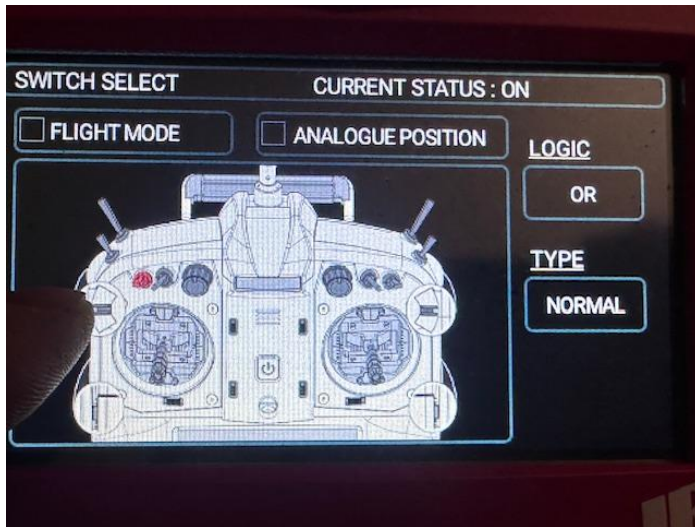 SWITCH SELECT CURRENT STATUS : ON
FLIGHT MODE ANALOGUE POSITION
LOGIC
OR
TYPE
NORMAL